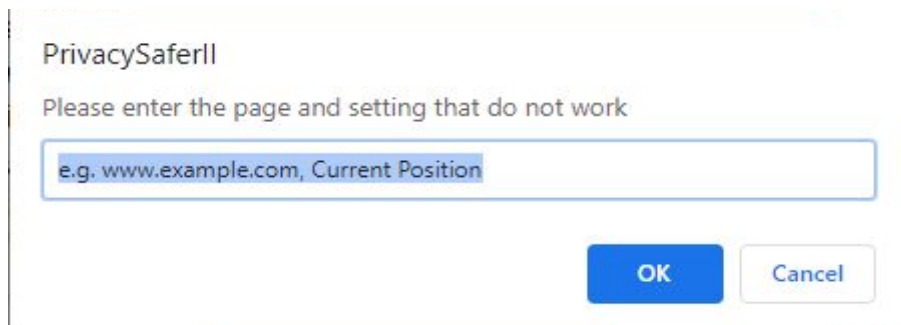 PrivacySaferII
Please enter the page and setting that do not work
e.g. www.example.com, Current Position
OK
Cancel